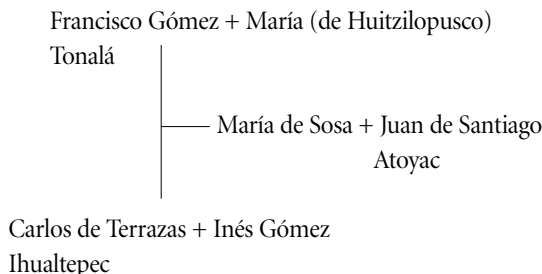 Francisco Gómez + María (de Huitzilopusco)
Tonalá
María de Sosa + Juan de Santiago
Atoyac
Carlos de Terrazas + Inés Gómez
Ihualtepec